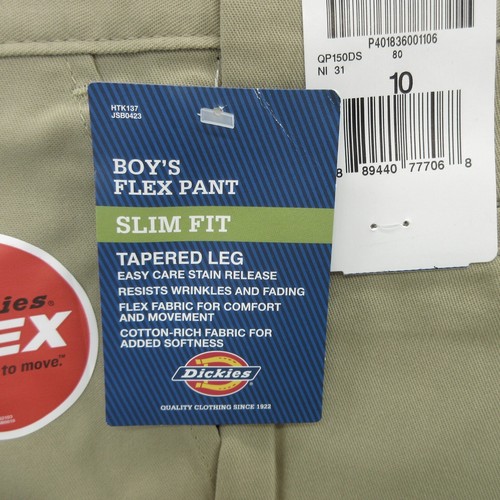 P401836001106
QP150DS 80
NI 31
10
8 89440 77706 8
HTK137
JSB0423
BOY'S
FLEX PANT
SLIM FIT
TAPERED LEG
EASY CARE STAIN RELEASE
RESISTS WRINKLES AND FADING
FLEX FABRIC FOR COMFORT
AND MOVEMENT
COTTON-RICH FABRIC FOR
ADDED SOFTNESS
Dickies
QUALITY CLOTHING SINCE 1922
kies®
EX
to move.™